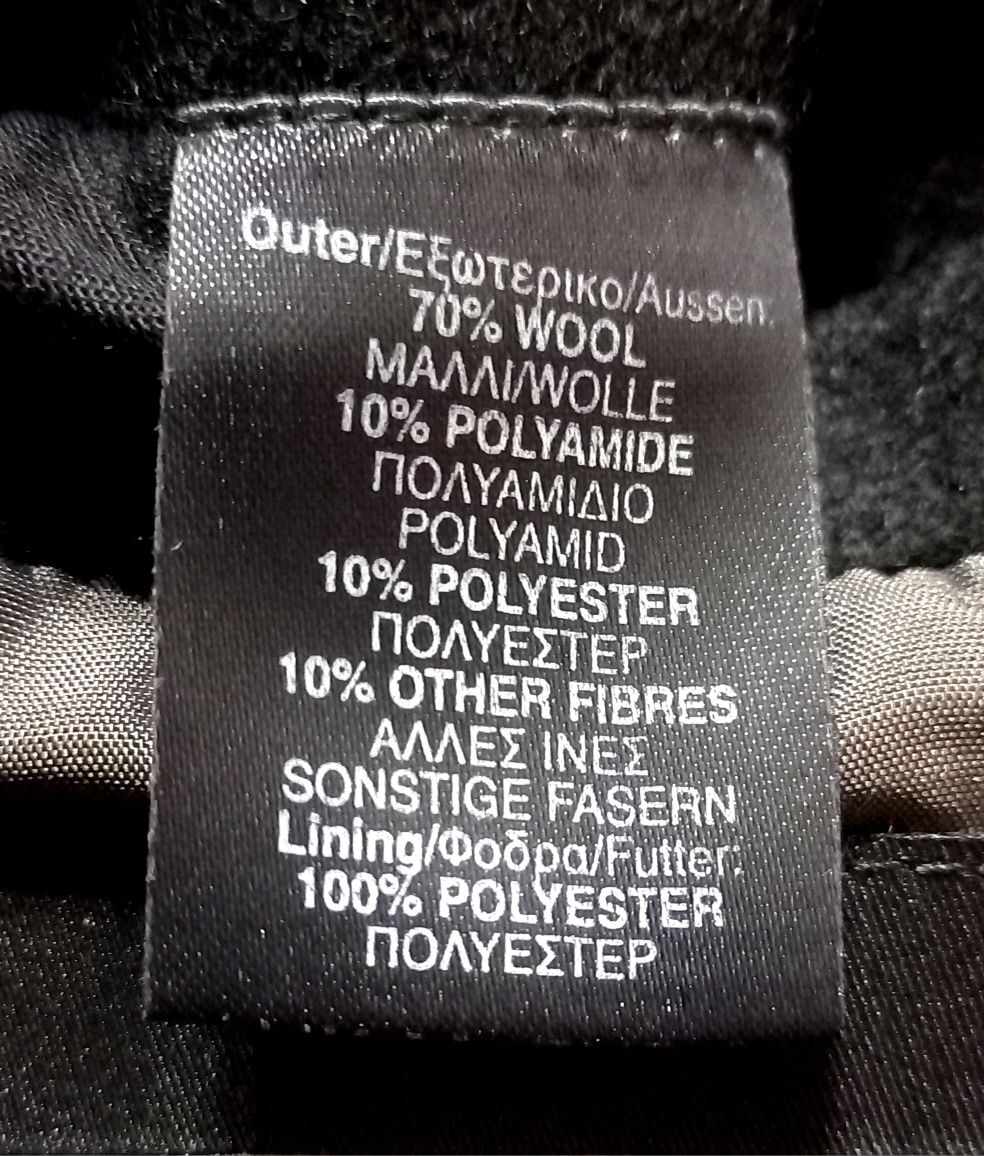 Outer/Εξωτερικο/Aussen:
70% WOOL
ΜΑΛΛΙ/WOLLE
10% POLYAMIDE
ΠΟΛΥΑΜΙΔΙΟ
POLYAMID
10% POLYESTER
ΠΟΛΥΕΣΤΕΡ
10% OTHER FIBRES
ΑΛΛΕΣ ΙΝΕΣ
SONSTIGE FASERN
Lining/Φοδρα/Futter:
100% POLYESTER
ΠΟΛΥΕΣΤΕΡ